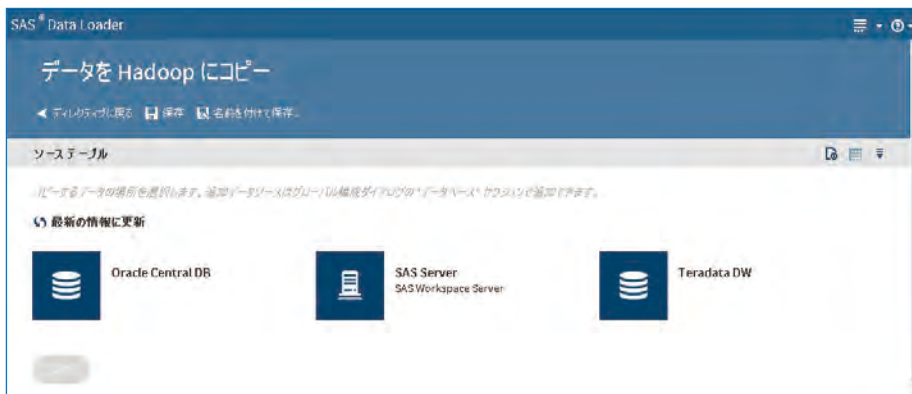 SAS® Data Loader
データを Hadoop にコピー
ディレクティブに戻る 保存 名前を付けて保存...
ソーステーブル
コピーするデータの場所を選択します。追加データソースはグローバル構成ダイアログの"データベース" セクションで追加できます。
最新の情報に更新
Oracle Central DB
SAS Server
SAS Workspace Server
Teradata DW